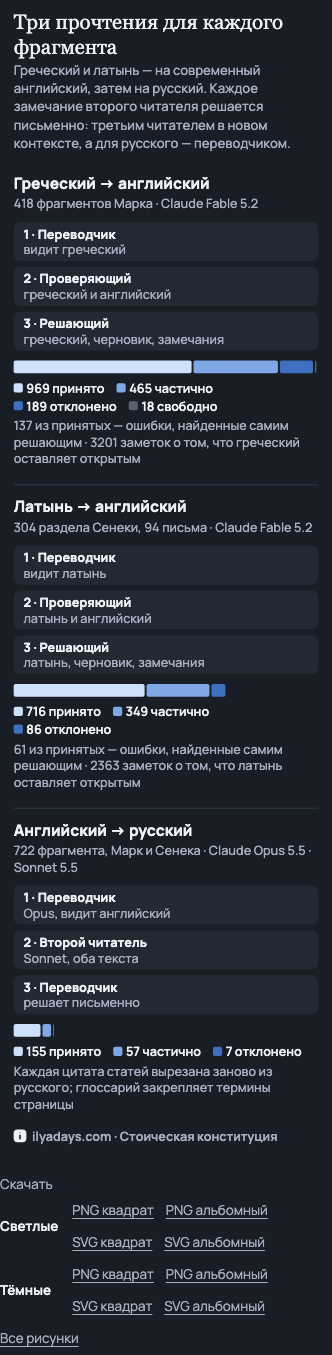 Три прочтения для каждого
фрагмента
Греческий и латынь — на современный
английский, затем на русский. Каждое
замечание второго читателя решается
письменно: третьим читателем в новом
контексте, а для русского — переводчиком.
Греческий → английский
418 фрагментов Марка · Claude Fable 5.2
1 · Переводчик
видит греческий
2 · Проверяющий
греческий и английский
3 · Решающий
греческий, черновик, замечания
969 принято 465 частично
189 отклонено 18 свободно
137 из принятых — ошибки, найденные самим
решающим · 3201 заметок о том, что греческий
оставляет открытым
Латынь → английский
304 раздела Сенеки, 94 письма · Claude Fable 5.2
1 · Переводчик
видит латынь
2 · Проверяющий
латынь и английский
3 · Решающий
латынь, черновик, замечания
716 принято 349 частично
86 отклонено
61 из принятых — ошибки, найденные самим
решающим · 2363 заметок о том, что латынь
оставляет открытым
Английский → русский
722 фрагмента, Марк и Сенека · Claude Opus 5.5 ·
Sonnet 5.5
1 · Переводчик
Opus, видит английский
2 · Второй читатель
Sonnet, оба текста
3 · Переводчик
решает письменно
155 принято 57 частично 7 отклонено
Каждая цитата статей вырезана заново из
русского; глоссарий закрепляет термины
страницы
i ilyadays.com · Стоическая конституция
Скачать
PNG квадрат PNG альбомный
Светлые
SVG квадрат SVG альбомный
PNG квадрат PNG альбомный
Тёмные
SVG квадрат SVG альбомный
Все рисунки